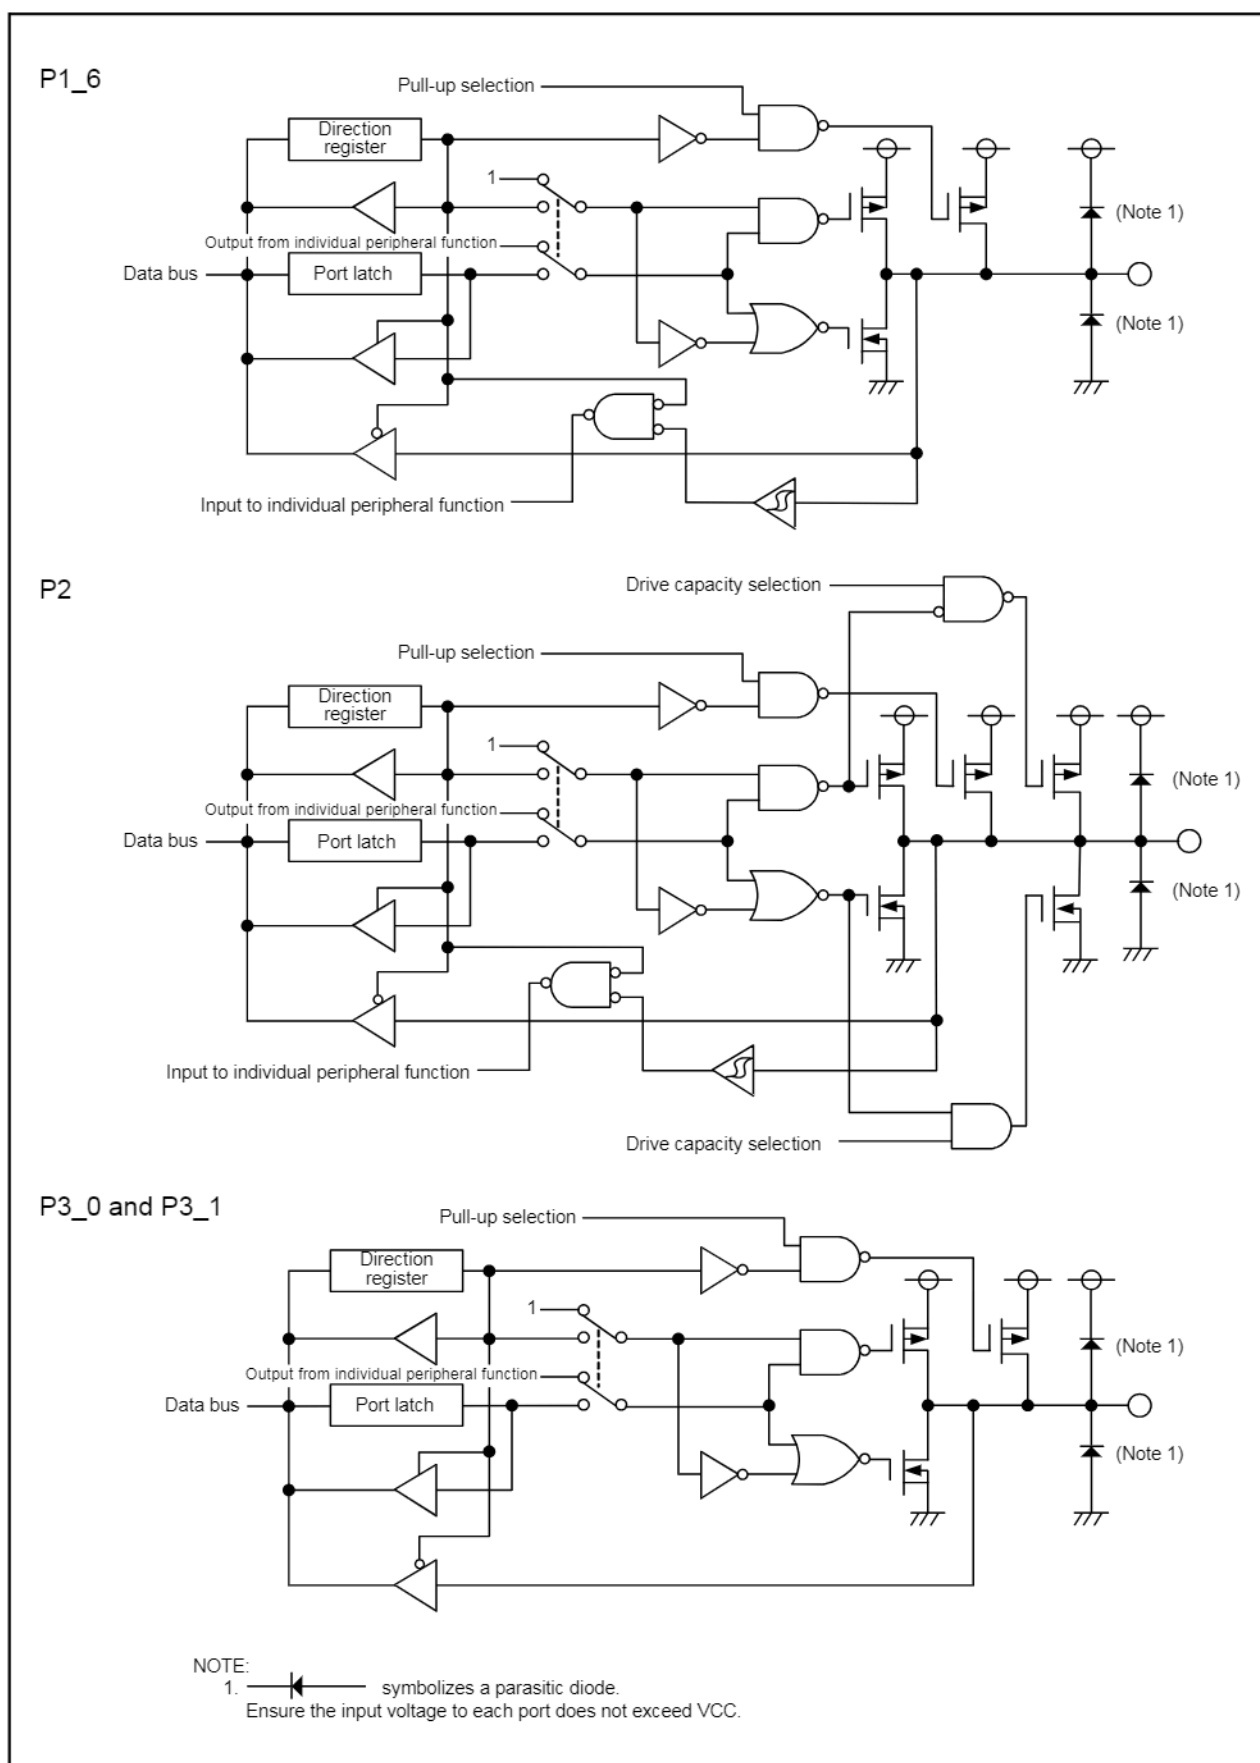 P1_6
Pull-up selection
Direction
register
1
Output from individual peripheral function
(Note 1)
Data bus
Port latch
(Note 1)
Input to individual peripheral function
P2
Drive capacity selection
Pull-up selection
Direction
register
1
(Note 1)
Output from individual peripheral function
Data bus
Port latch
(Note 1)
Input to individual peripheral function
Drive capacity selection
P3_0 and P3_1
Pull-up selection
Direction
register
1
(Note 1)
Output from individual peripheral function
Data bus
Port latch
(Note 1)
NOTE:
1. symbolizes a parasitic diode.
Ensure the input voltage to each port does not exceed VCC.